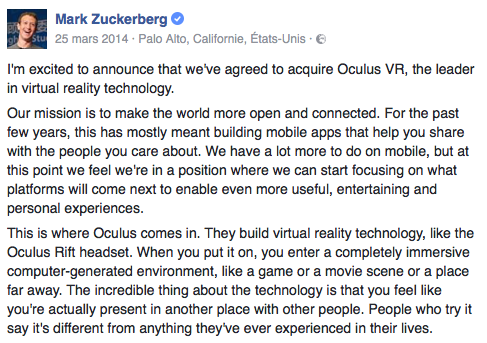 Mark Zuckerberg
25 mars 2014 · Palo Alto, Californie, États-Unis ·
I'm excited to announce that we've agreed to acquire Oculus VR, the leader
in virtual reality technology.
Our mission is to make the world more open and connected. For the past
few years, this has mostly meant building mobile apps that help you share
with the people you care about. We have a lot more to do on mobile, but at
this point we feel we're in a position where we can start focusing on what
platforms will come next to enable even more useful, entertaining and
personal experiences.
This is where Oculus comes in. They build virtual reality technology, like the
Oculus Rift headset. When you put it on, you enter a completely immersive
computer-generated environment, like a game or a movie scene or a place
far away. The incredible thing about the technology is that you feel like
you're actually present in another place with other people. People who try it
say it's different from anything they've ever experienced in their lives.